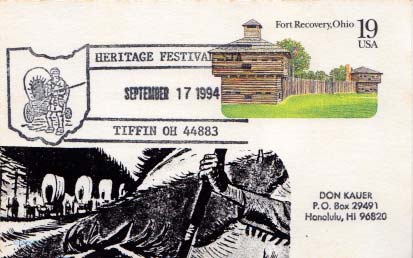 HERITAGE FESTIVAL
SEPTEMBER 17 1994
TIFFIN OH 44883
Fort Recovery, Ohio
19
USA
DON KAUER
P.O. Box 29491
Honolulu, HI 96820